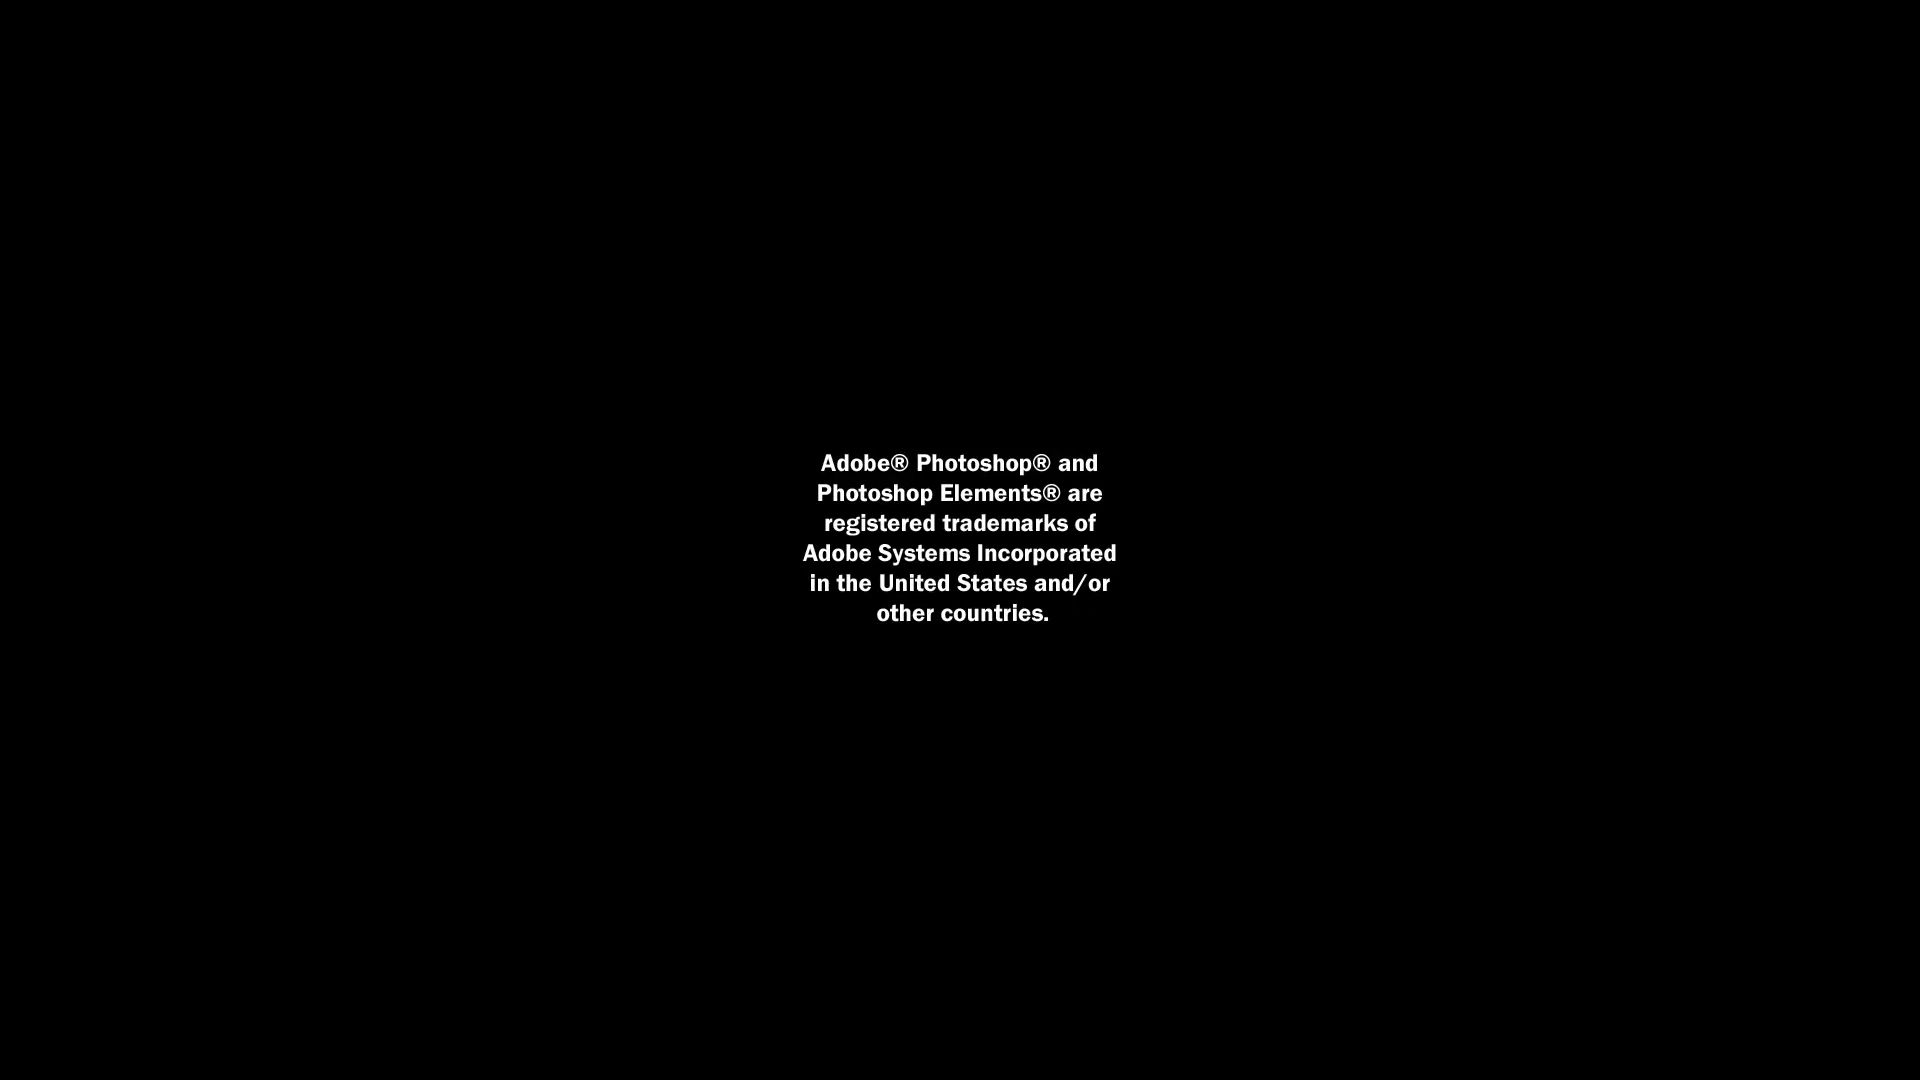 Adobe® Photoshop® and
Photoshop Elements® are
registered trademarks of
Adobe Systems Incorporated
in the United States and/or
other countries.